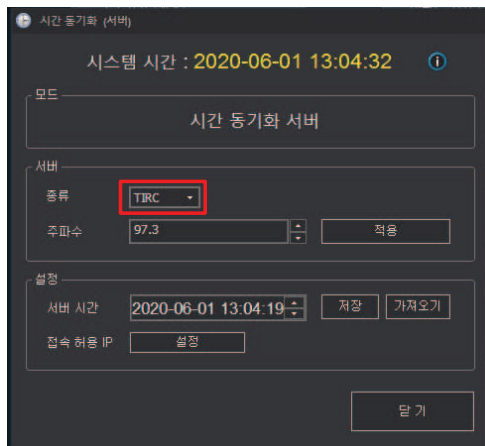 시간 동기화 (서버)
시스템 시간 : 2020-06-01 13:04:32
모드
시간 동기화 서버
서버
종류 TIRC
주파수 97.3 적용
설정
서버 시간 2020-06-01 13:04:19 저장 가져오기
접속 허용 IP 설정
닫 기